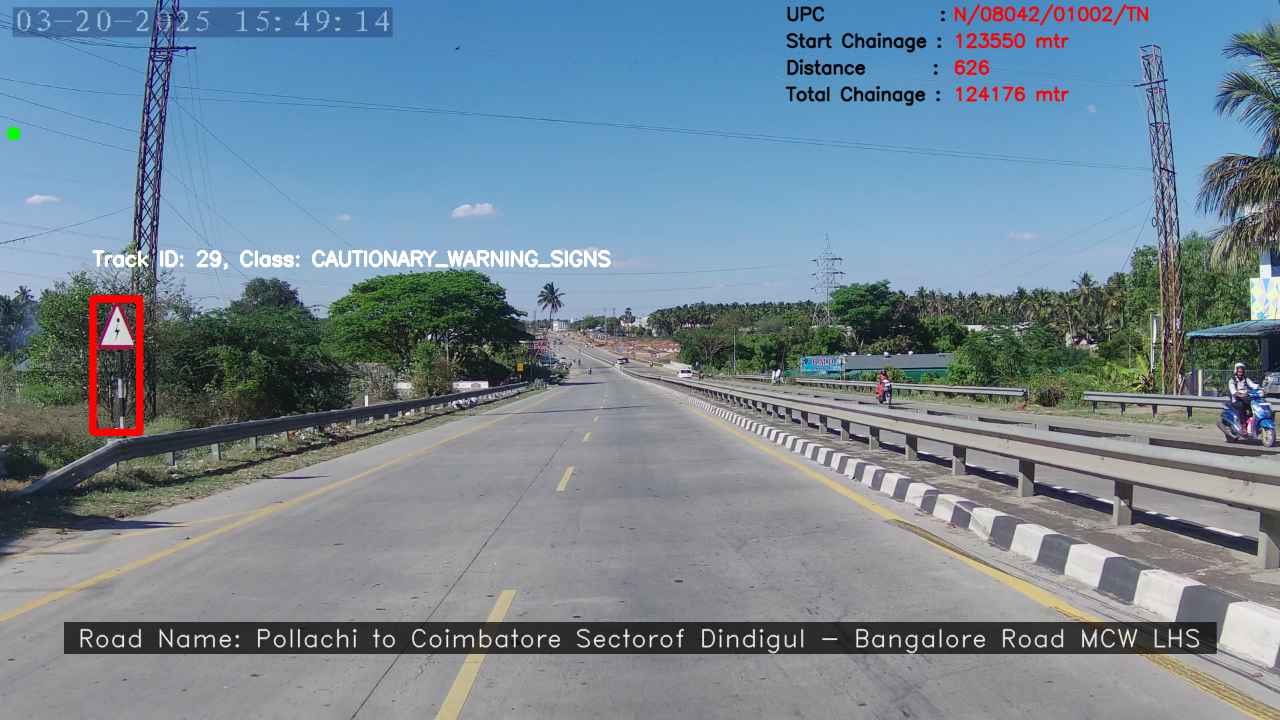 03-20-2025 15:49:14
UPC : N/08042/01002/TN
Start Chainage : 123550 mtr
Distance : 626
Total Chainage : 124176 mtr
Track ID: 29, Class: CAUTIONARY_WARNING_SIGNS
Road Name: Pollachi to Coimbatore Sectorof Dindigul - Bangalore Road MCW LHS